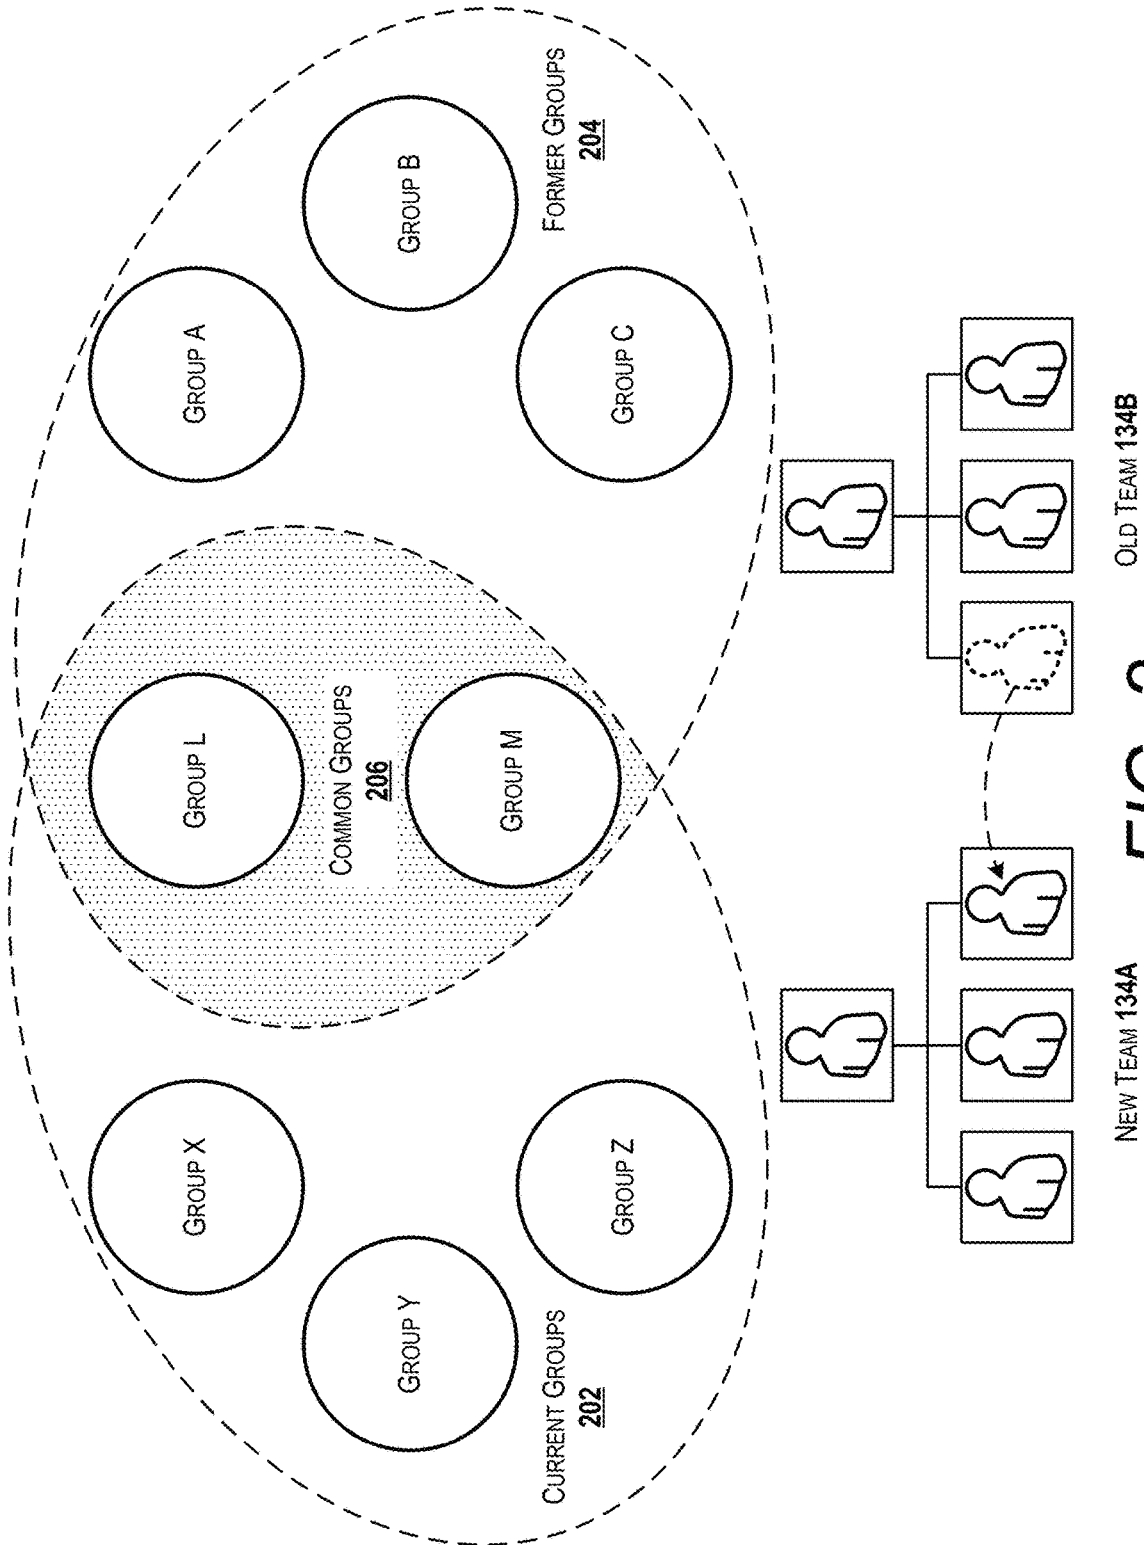 GROUP X
GROUP L
GROUP A
COMMON GROUPS
206
GROUP Y
GROUP B
GROUP M
CURRENT GROUPS
202
FORMER GROUPS
204
GROUP Z
GROUP C
NEW TEAM 134A
OLD TEAM 134B
FIG